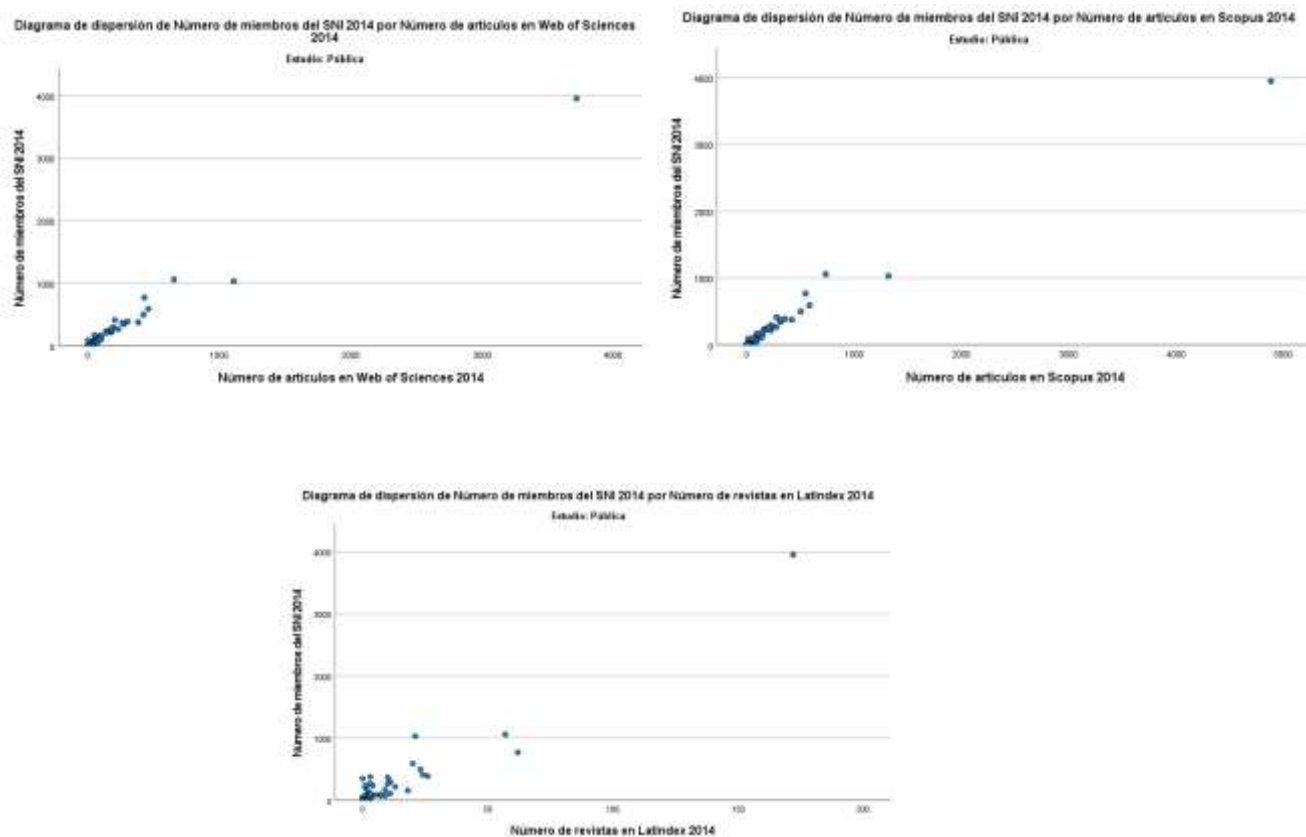 Diagrama de dispersión de Número de miembros del SNI 2014 por Número de artículos en Web of Sciences
2014
Estudio: Pública
Número de miembros del SNI 2014
4000
3000
2000
1000
0
0 1000 2000 3000 4000
Número de artículos en Web of Sciences 2014
Diagrama de dispersión de Número de miembros del SNI 2014 por Número de artículos en Scopus 2014
Estudio: Pública
Número de miembros del SNI 2014
4000
3000
2000
1000
0
0 1000 2000 3000 4000 5000
Número de artículos en Scopus 2014
Diagrama de dispersión de Número de miembros del SNI 2014 por Número de revistas en Latindex 2014
Estudio: Pública
Número de miembros del SNI 2014
4000
3000
2000
1000
0
0 50 100 150 200
Número de revistas en Latindex 2014